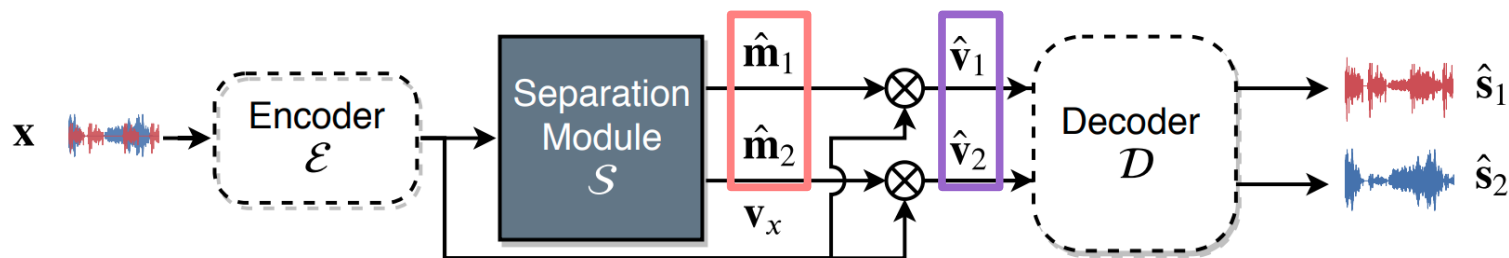 x
Encoder
ℰ
Separation
Module
𝒮
m̂₁
m̂₂
vₓ
v̂₁
v̂₂
Decoder
𝒟
ŝ₁
ŝ₂